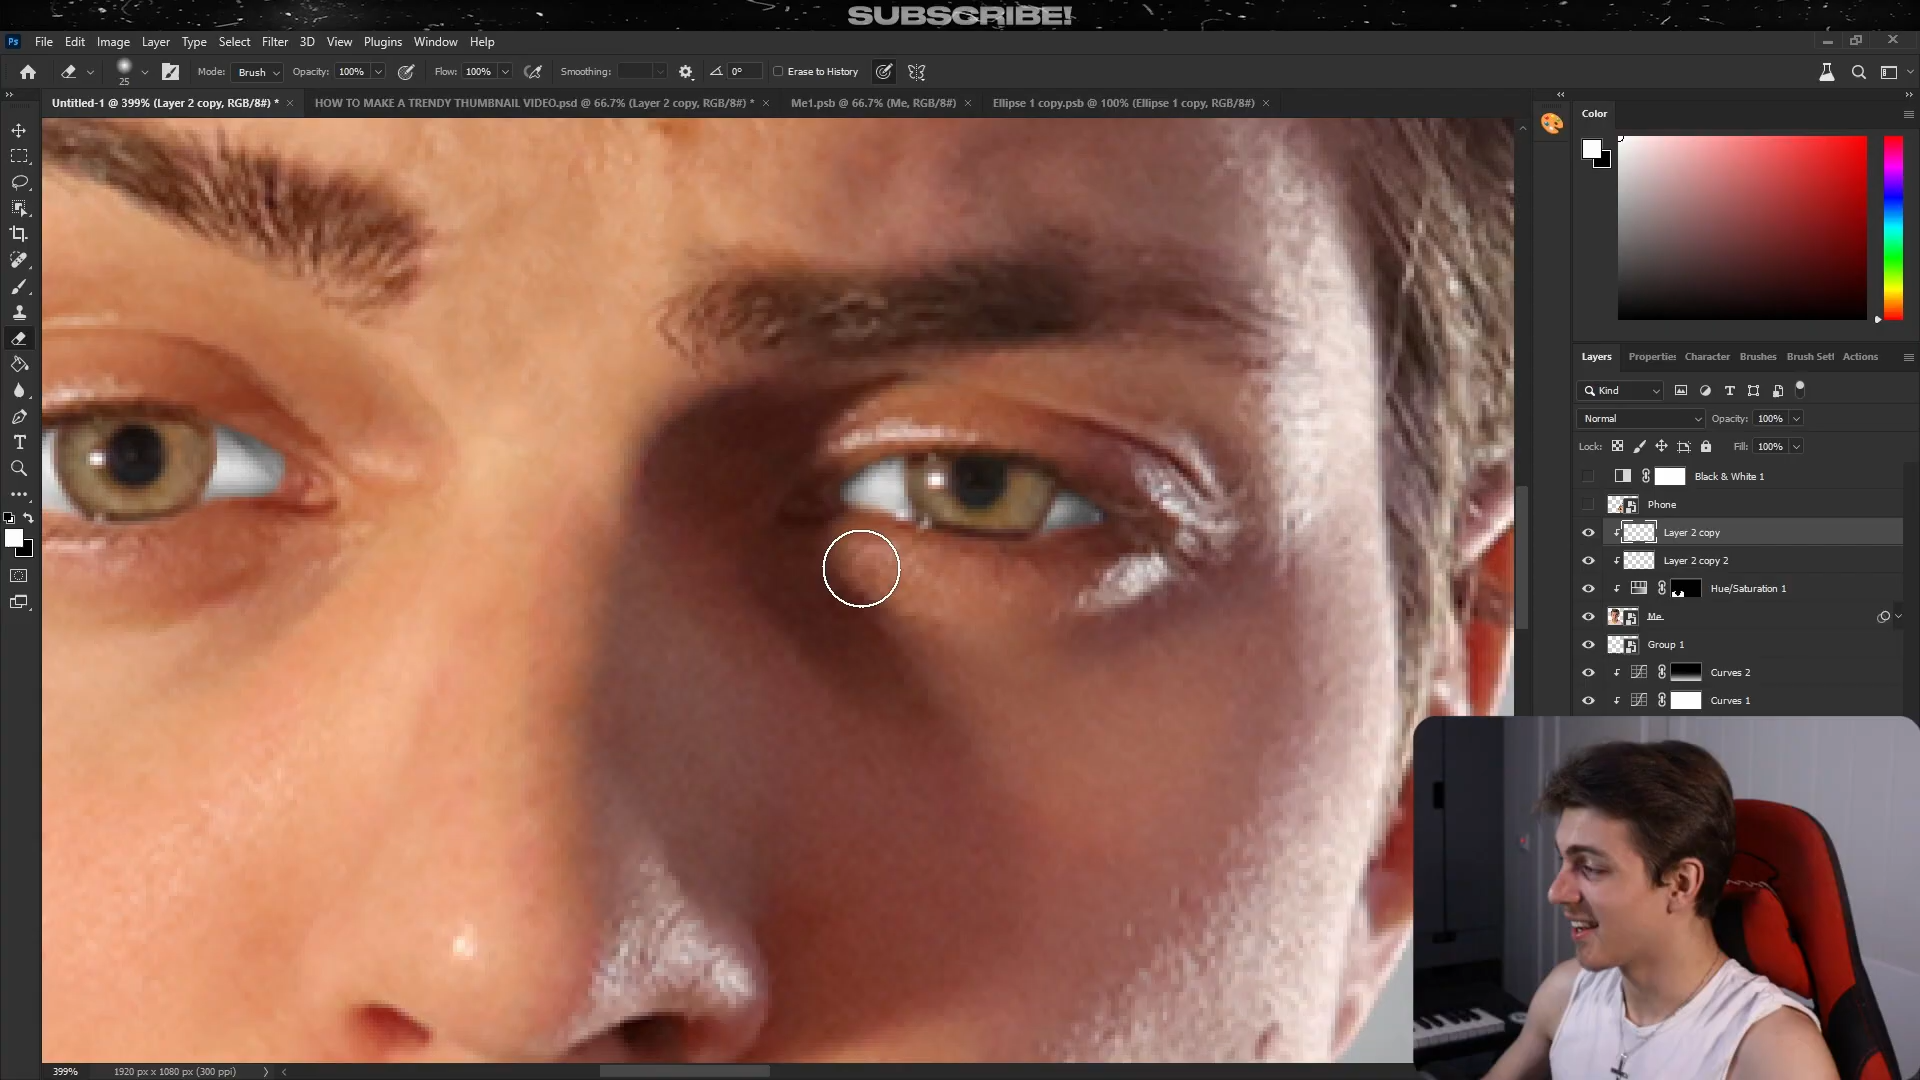 SUBSCRIBE!
Ps File Edit Image Layer Type Select Filter 3D View Plugins Window Help
25 Mode: Brush Opacity: 100% Flow: 100% Smoothing: 0° Erase to History
Untitled-1 @ 399% (Layer 2 copy, RGB/8#) * HOW TO MAKE A TRENDY THUMBNAIL VIDEO.psd @ 66.7% (Layer 2 copy, RGB/8#) * Me1.psb @ 66.7% (Me, RGB/8#) Ellipse 1 copy.psb @ 100% (Ellipse 1 copy, RGB/8#)
Color
Layers Properties Character Brushes Brush Sett Actions
Kind
Normal Opacity: 100%
Lock: Fill: 100%
Black & White 1
Phone
Layer 2 copy
Layer 2 copy 2
Hue/Saturation 1
Me
Group 1
Curves 2
Curves 1
399% 1920 px x 1080 px (300 ppi)